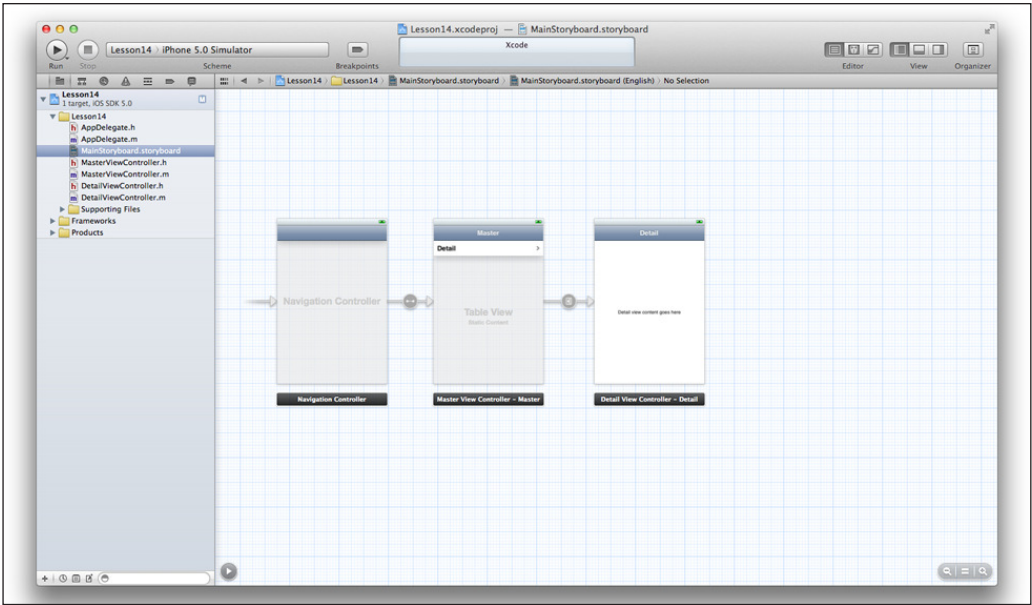 Lesson14.xcodeproj — MainStoryboard.storyboard
Lesson14 › iPhone 5.0 Simulator
Xcode
Run Stop Scheme Breakpoints Editor View Organizer
Lesson14 › Lesson14 › MainStoryboard.storyboard › MainStoryboard.storyboard (English) › No Selection
Lesson14
1 target, iOS SDK 5.0
Lesson14
AppDelegate.h
AppDelegate.m
MainStoryboard.storyboard
MasterViewController.h
MasterViewController.m
DetailViewController.h
DetailViewController.m
Supporting Files
Frameworks
Products
Navigation Controller
Navigation Controller
Master
Detail
Table View
Static Content
Master View Controller – Master
Detail
Detail view content goes here
Detail View Controller – Detail